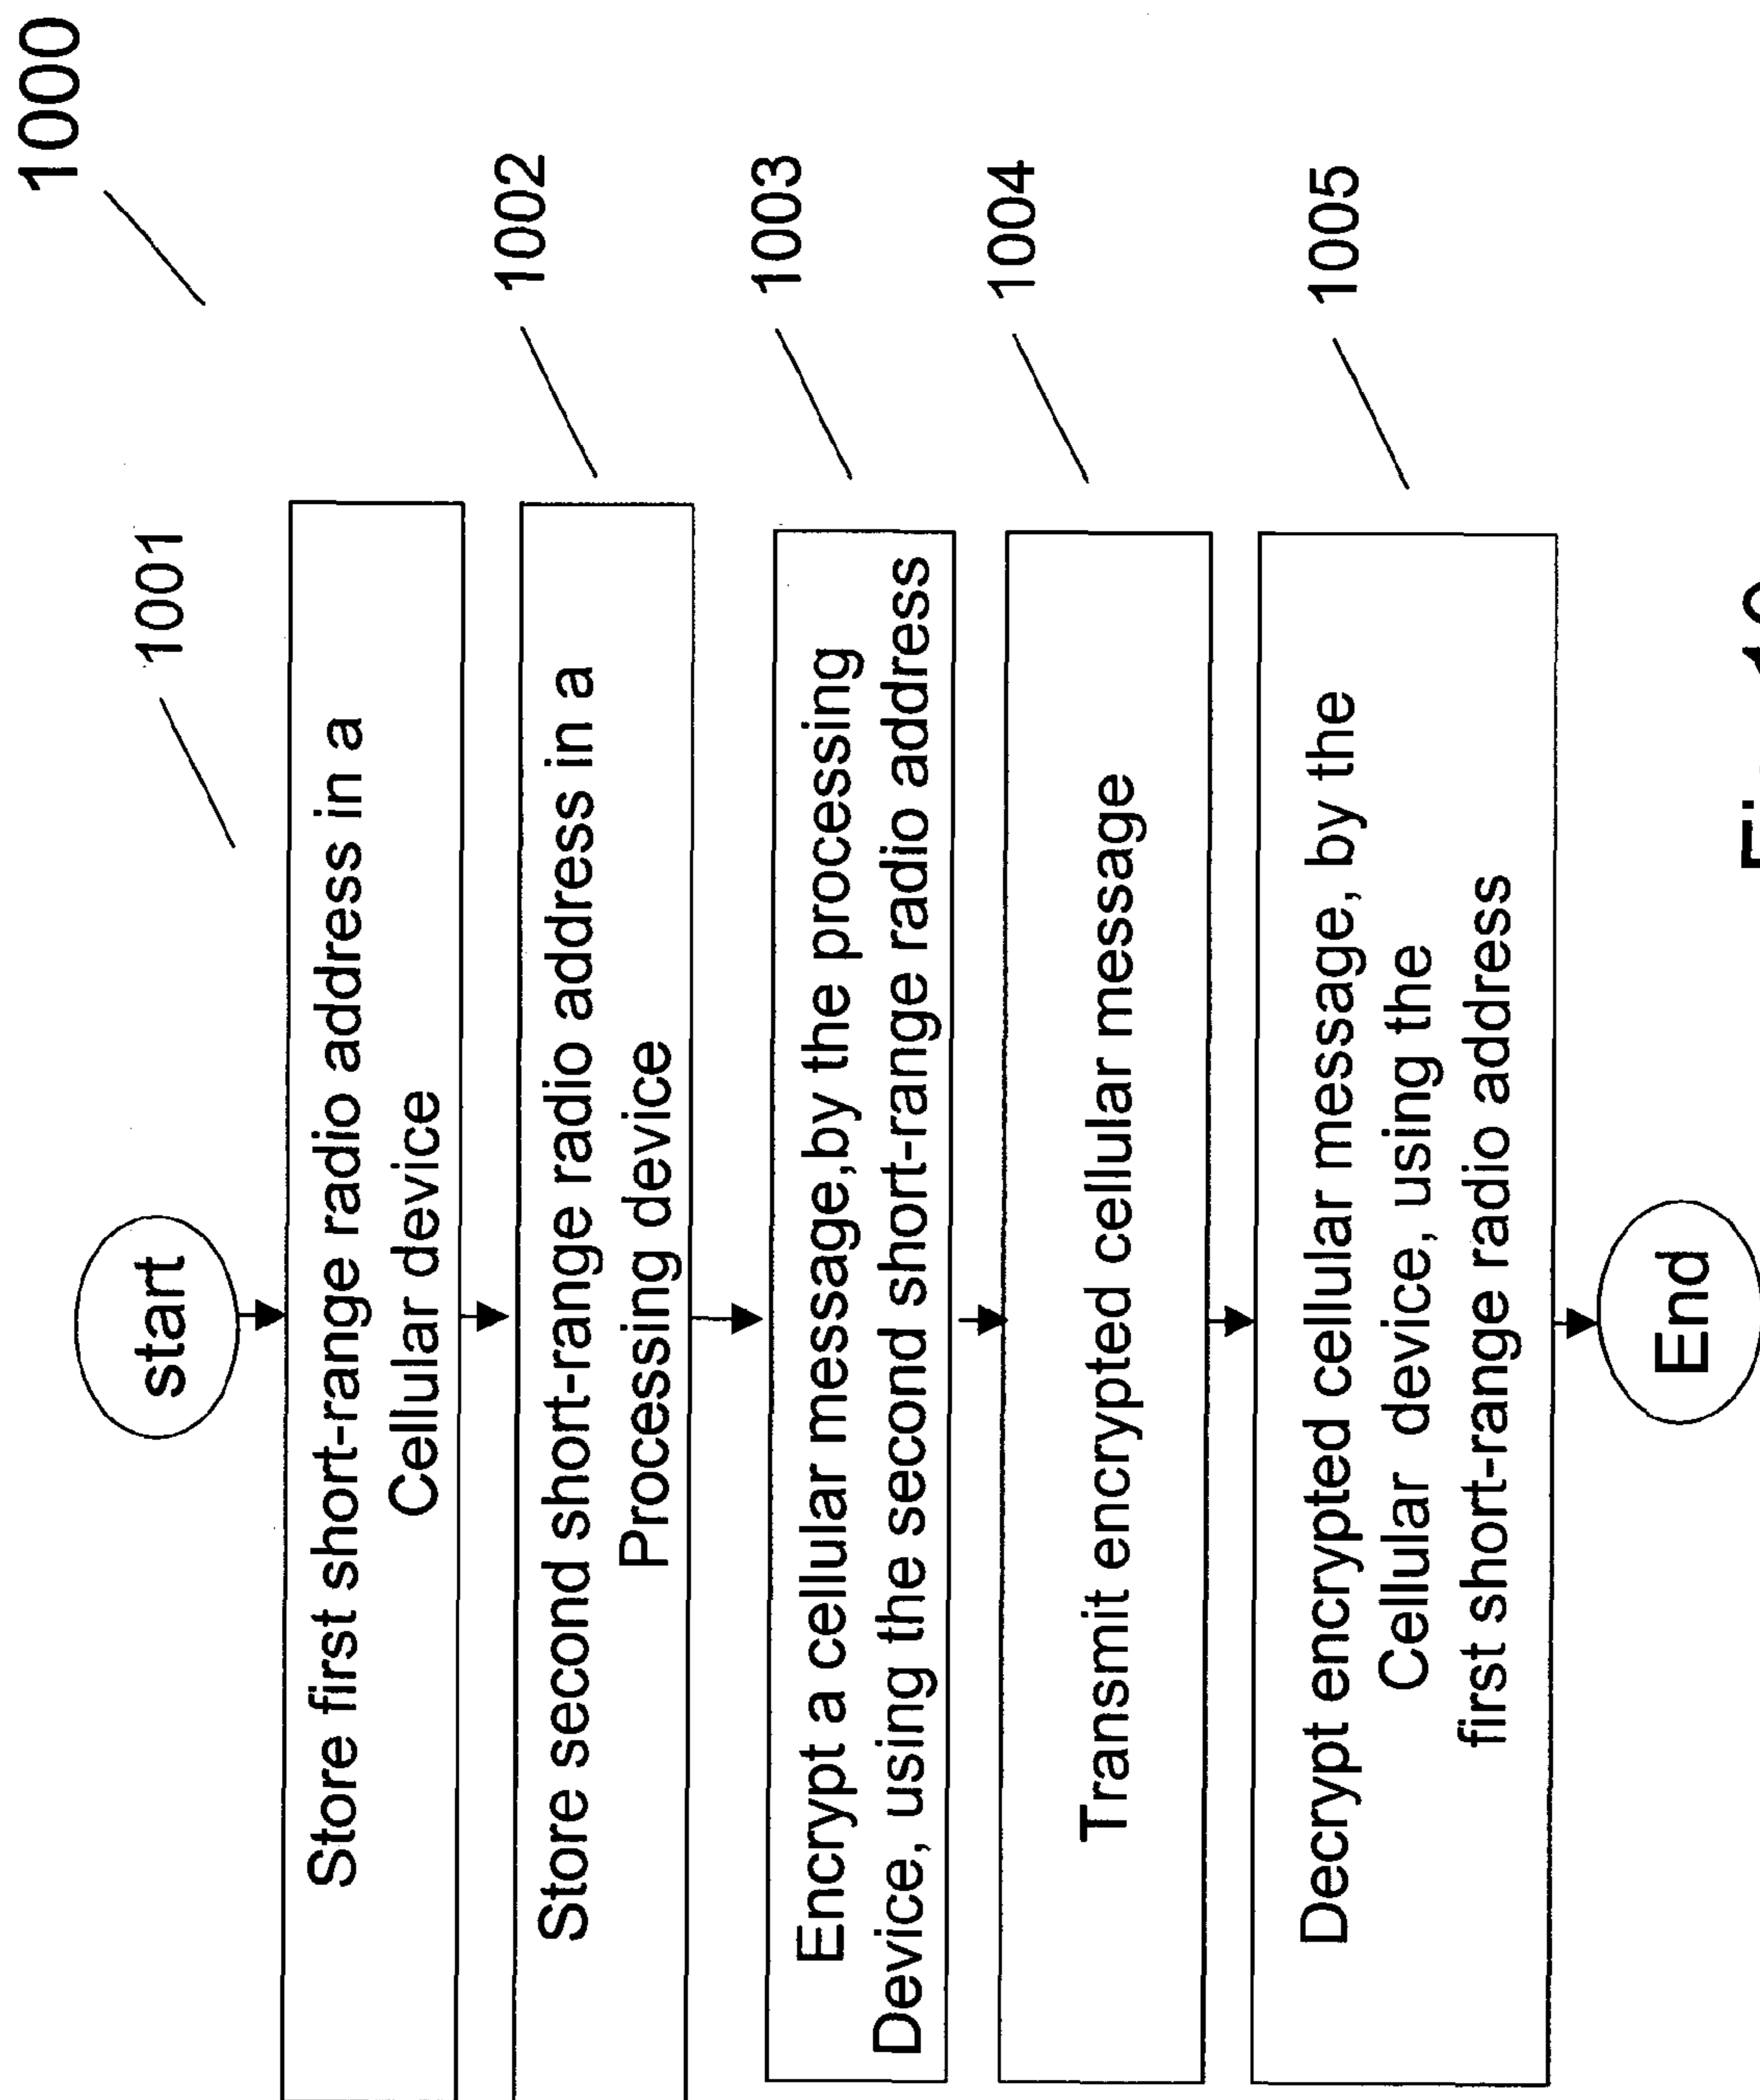 1000
start
1001
Store first short-range radio address in a
Cellular device
1002
Store second short-range radio address in a
Processing device
1003
Encrypt a cellular message,by the processing
Device, using the second short-range radio address
1004
Transmit encrypted cellular message
1005
Decrypt encrypted cellular message, by the
Cellular device, using the
first short-range radio address
End